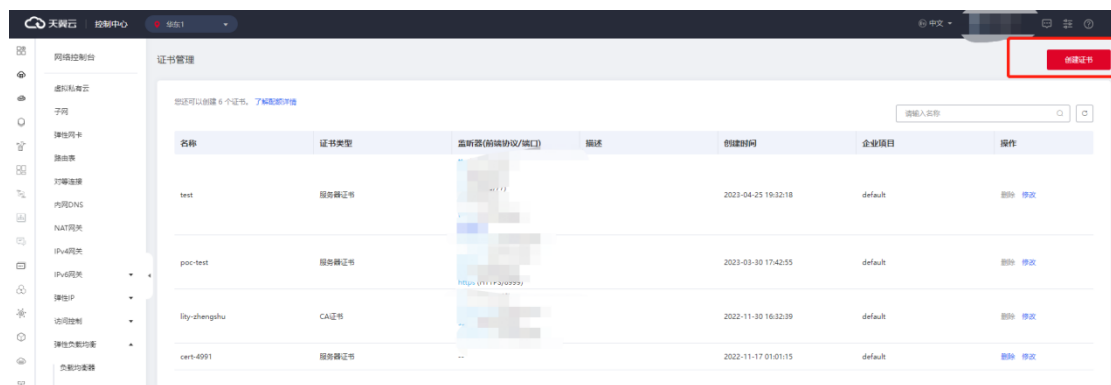 天翼云 控制中心 华东1 中文
网络控制台
虚拟私有云
子网
弹性网卡
路由表
对等连接
内网DNS
NAT网关
IPv4网关
IPv6网关
弹性IP
访问控制
弹性负载均衡
负载均衡器
证书管理
创建证书
您还可以创建 6 个证书。 了解配额详情
请输入名称
名称 证书类型 监听器(前端协议/端口) 描述 创建时间 企业项目 操作
test 服务器证书 2023-04-25 19:32:18 default 删除 修改
poc-test 服务器证书 2023-03-30 17:42:55 default 删除 修改
lity-zhengshu CA证书 2022-11-30 16:32:39 default 删除 修改
cert-4991 服务器证书 -- 2022-11-17 01:01:15 default 删除 修改